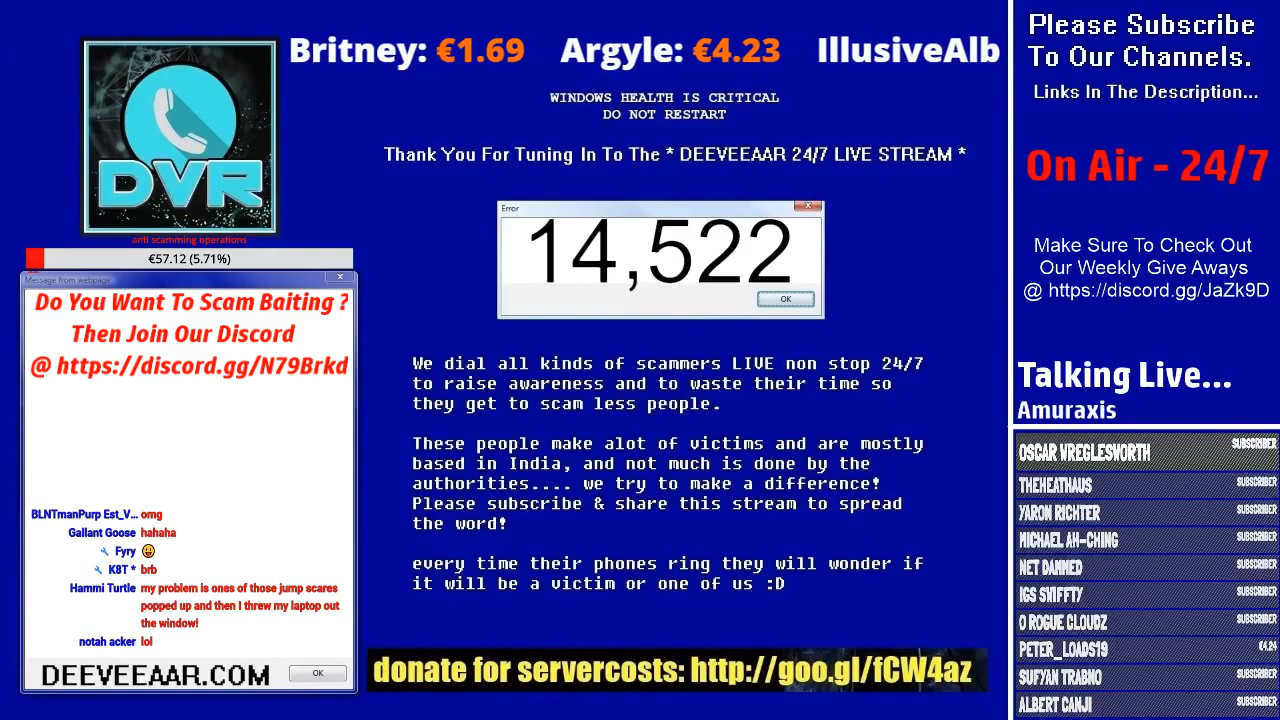 Britney: €1.69 Argyle: €4.23 IllusiveAlb
WINDOWS HEALTH IS CRITICAL
DO NOT RESTART
Thank You For Tuning In To The * DEEVEEAAR 24/7 LIVE STREAM *
DVR
anti scamming operations
€57.12 (5.71%)
Error
14,522
OK
Message from webpage
Do You Want To Scam Baiting ?
Then Join Our Discord
@ https://discord.gg/N79Brkd
BLNTmanPurp Est_V... omg
Gallant Goose hahaha
Fyry 😀
K8T * brb
Hammi Turtle my problem is ones of those jump scares
popped up and then I threw my laptop out
the window!
notah acker lol
DEEVEEAAR.COM
OK
We dial all kinds of scammers LIVE non stop 24/7
to raise awareness and to waste their time so
they get to scam less people.
These people make alot of victims and are mostly
based in India, and not much is done by the
authorities.... we try to make a difference!
Please subscribe & share this stream to spread
the word!
every time their phones ring they will wonder if
it will be a victim or one of us :D
donate for servercosts: http://goo.gl/fCW4az
Please Subscribe
To Our Channels.
Links In The Description...
On Air - 24/7
Make Sure To Check Out
Our Weekly Give Aways
@ https://discord.gg/JaZk9D
Talking Live...
Amuraxis
OSCAR VREGLESWORTH SUBSCRIBER
THEHEATHAUS SUBSCRIBER
YARON RICHTER SUBSCRIBER
MICHAEL AH-CHING SUBSCRIBER
NET DAMMED SUBSCRIBER
IGS SVIFFTY SUBSCRIBER
O ROGUE CLOUDZ SUBSCRIBER
PETER_LOADS19 €4.24
SUFYAN TRABMO SUBSCRIBER
ALBERT CANJI SUBSCRIBER